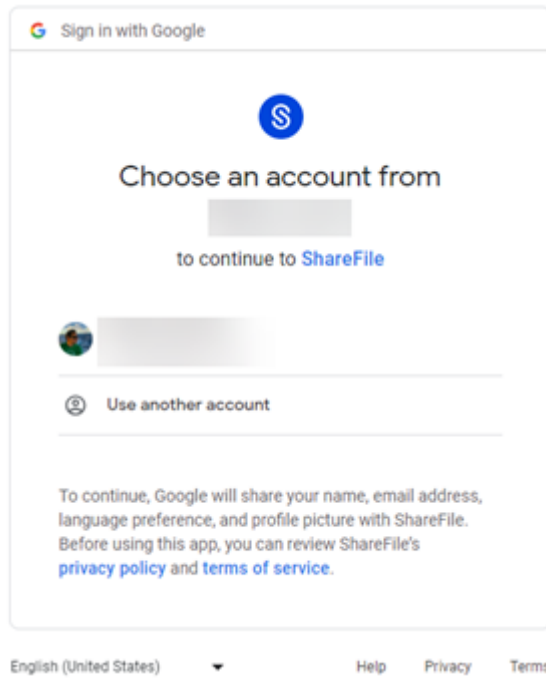 Sign in with Google
Choose an account from
to continue to ShareFile
Use another account
To continue, Google will share your name, email address,
language preference, and profile picture with ShareFile.
Before using this app, you can review ShareFile's
privacy policy and terms of service.
English (United States) Help Privacy Terms